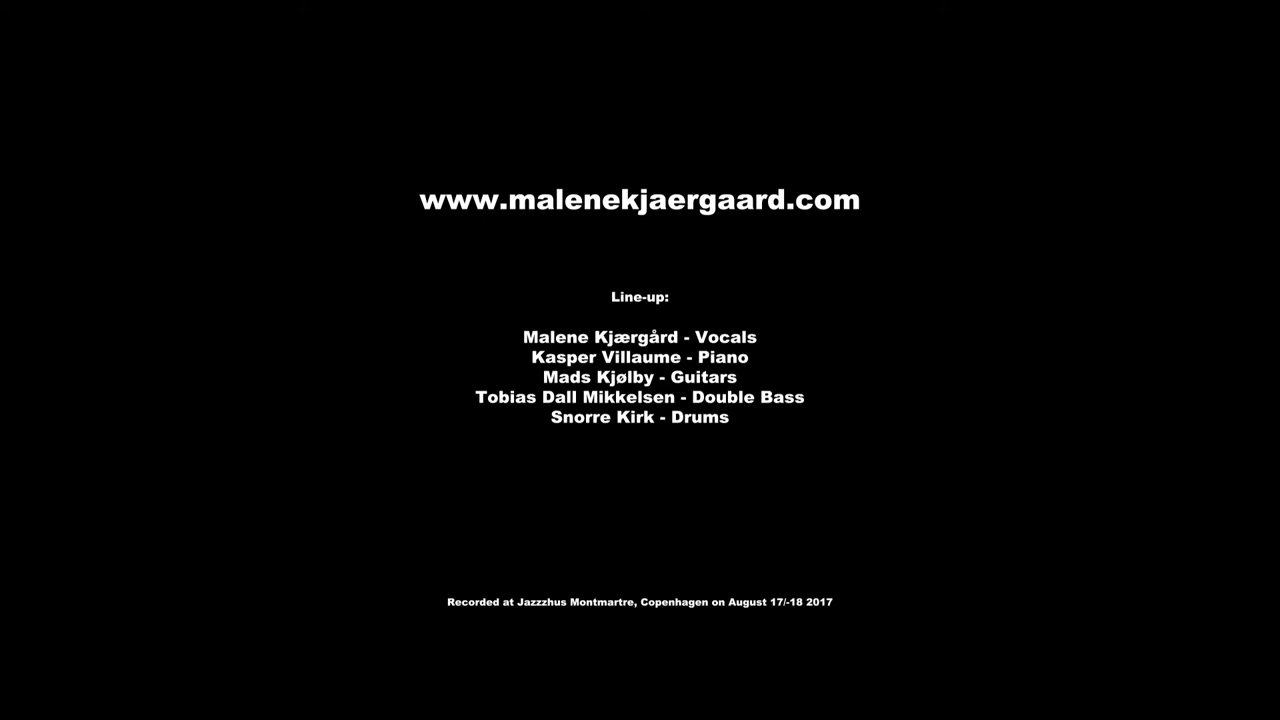 www.malenekjaergaard.com
Line-up:
Malene Kjærgård - Vocals
Kasper Villaume - Piano
Mads Kjølby - Guitars
Tobias Dall Mikkelsen - Double Bass
Snorre Kirk - Drums
Recorded at Jazzzhus Montmartre, Copenhagen on August 17/-18 2017